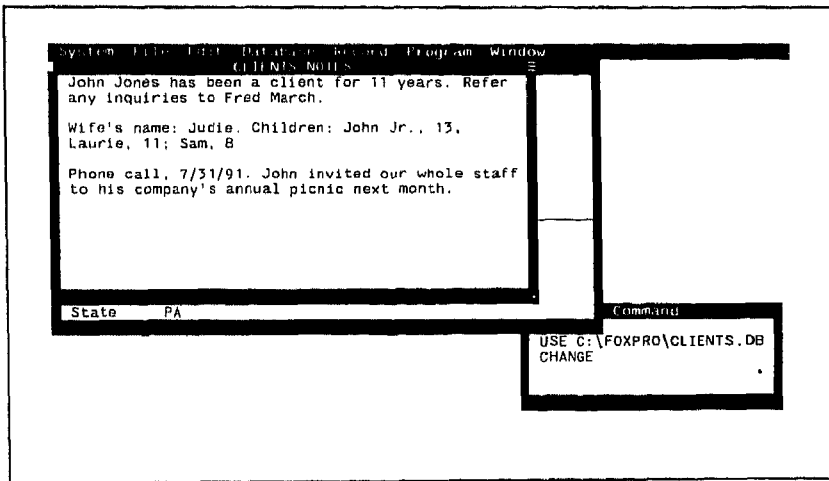 System File Edit Database Record Program Window
CLIENTS NOTES
John Jones has been a client for 11 years. Refer
any inquiries to Fred March.
Wife's name: Judie. Children: John Jr., 13,
Laurie, 11; Sam, 8
Phone call, 7/31/91. John invited our whole staff
to his company's annual picnic next month.
State PA
Command
USE C:\FOXPRO\CLIENTS.DB
CHANGE